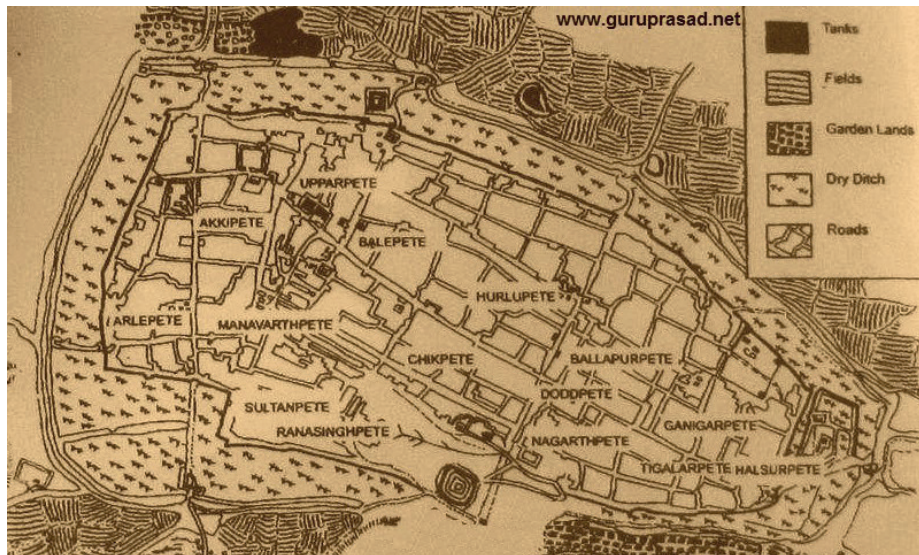 www.guruprasad.net
Tanks
Fields
Garden Lands
Dry Ditch
Roads
UPPARPETE
AKKIPETE
BALEPETE
HURLUPETE
ARLEPETE
MANAVARTHPETE
CHIKPETE
BALLAPURPETE
DODDPETE
SULTANPETE
GANIGARPETE
RANASINGHPETE
NAGARTHPETE
TIGALARPETE HALSURPETE